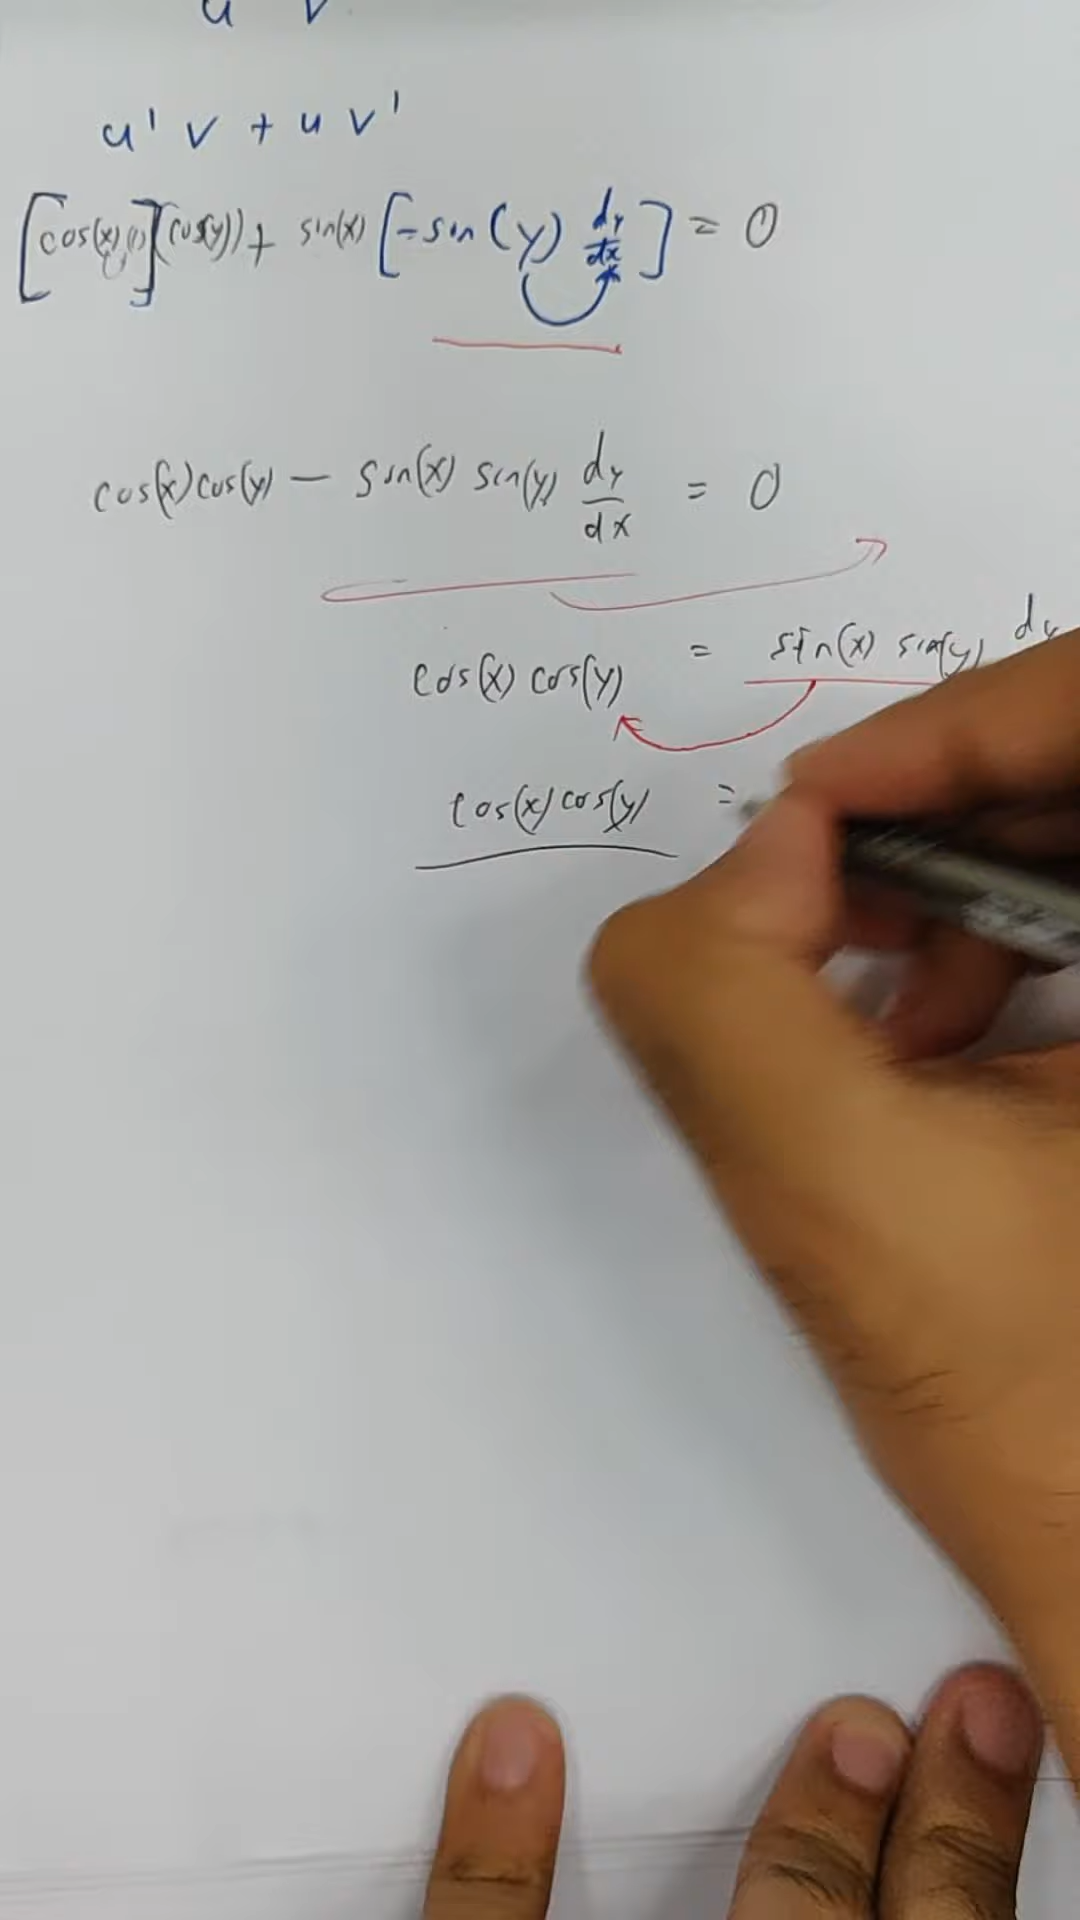 u v
u' v + u v'
[cos(x)(1)](cos(y)) + sin(x) [-sin(y) dy/dx] = 0
cos(x) cos(y) - sin(x) sin(y) dy/dx = 0
cos(x) cos(y) = sin(x) sin(y) dy
cos(x) cos(y) =